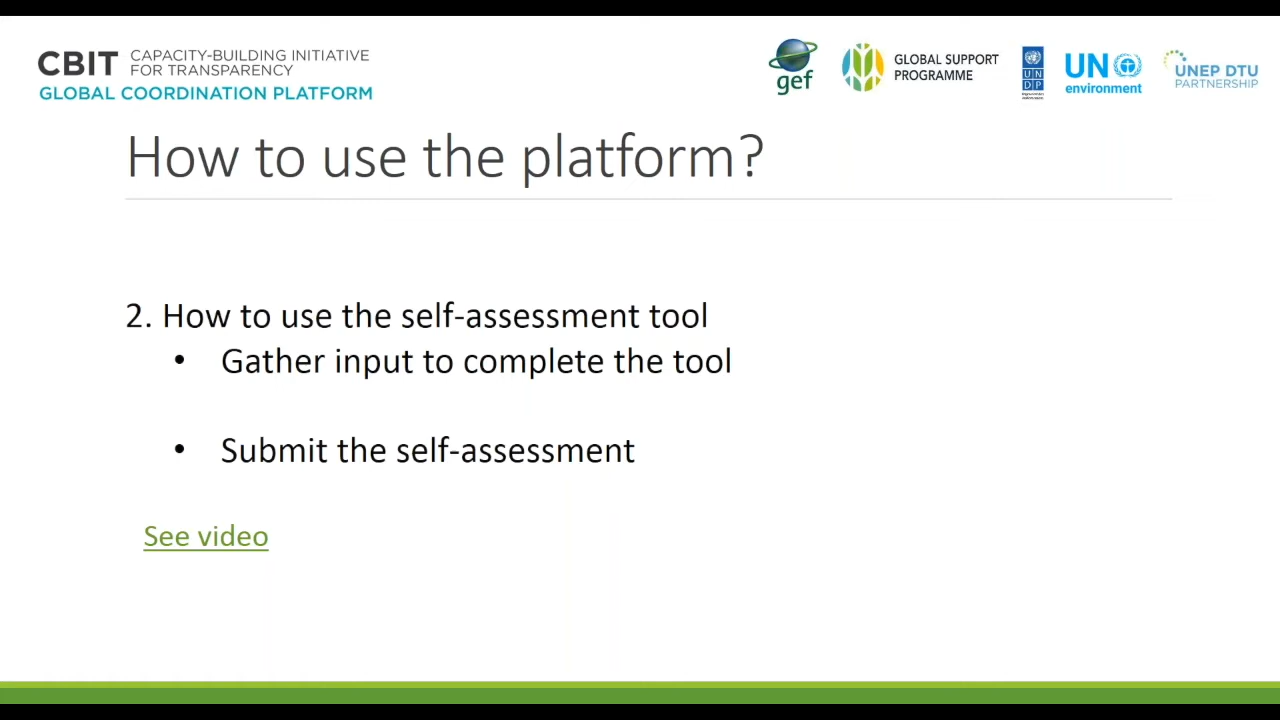 CBIT CAPACITY-BUILDING INITIATIVE
FOR TRANSPARENCY
GLOBAL COORDINATION PLATFORM
gef
GLOBAL SUPPORT
PROGRAMME
UN
DP
UN
environment
UNEP DTU
PARTNERSHIP
How to use the platform?
2. How to use the self-assessment tool
• Gather input to complete the tool
• Submit the self-assessment
See video